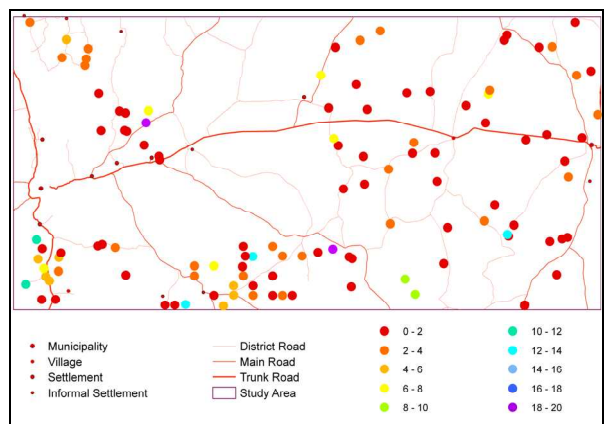 Municipality
Village
Settlement
Informal Settlement
District Road
Main Road
Trunk Road
Study Area
0 - 2
2 - 4
4 - 6
6 - 8
8 - 10
10 - 12
12 - 14
14 - 16
16 - 18
18 - 20